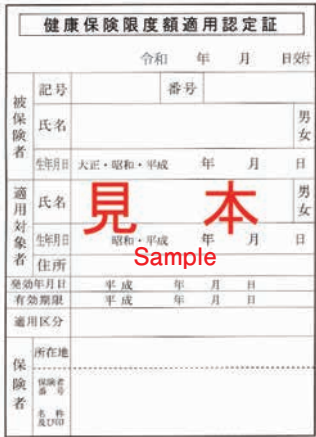 健康保険限度額適用認定証
令和 年 月 日交付
被保険者
記号 番号
氏名 男女
生年月日 大正・昭和・平成 年 月 日
適用対象者
氏名 男女
生年月日 昭和・平成 年 月 日
住所
見本
Sample
発効年月日 平成 年 月 日
有効期限 平成 年 月 日
適用区分
保険者
所在地
保険者番号
名称及び印